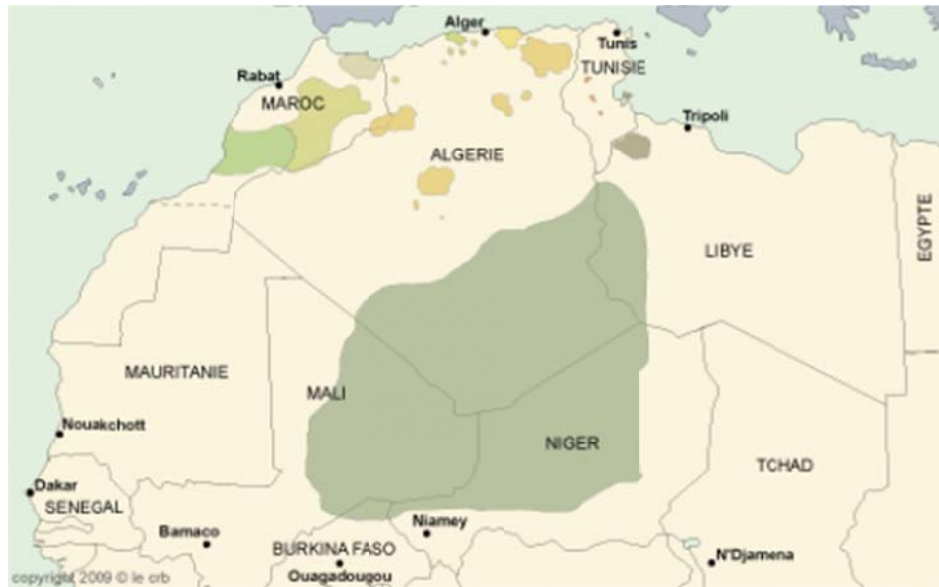 Alger
Tunis
TUNISIE
Rabat
MAROC
Tripoli
ALGERIE
EGYPTE
LIBYE
MAURITANIE
MALI
Nouakchott
NIGER
TCHAD
Dakar
SENEGAL
Niamey
Bamaco
BURKINA FASO
N'Djamena
Ouagadougou
copyright 2009 © le crb